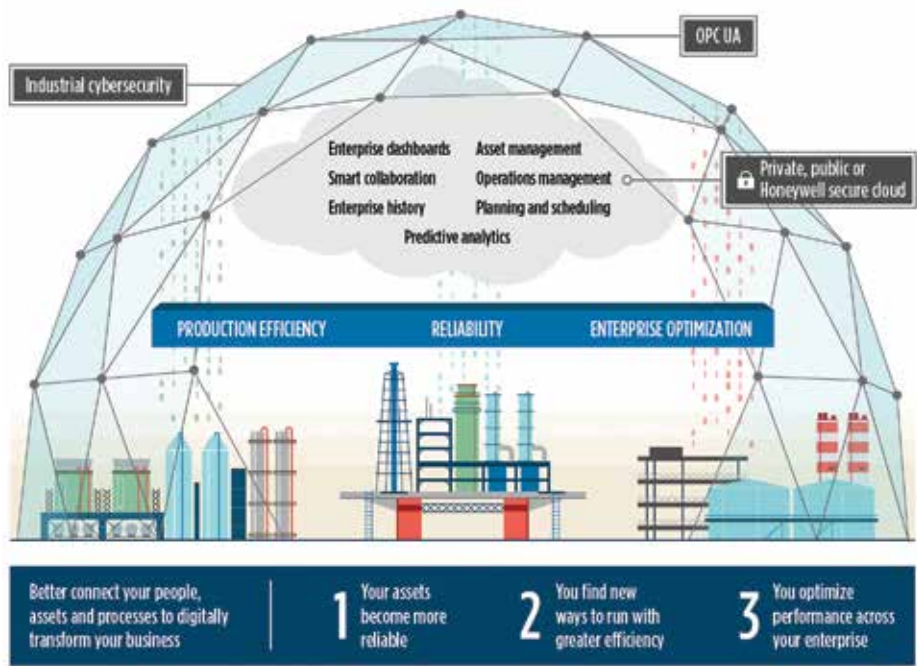 OPC UA
Industrial cybersecurity
Enterprise dashboards
Asset management
Smart collaboration
Operations management
Enterprise history
Planning and scheduling
Predictive analytics
Private, public or
Honeywell secure cloud
PRODUCTION EFFICIENCY
RELIABILITY
ENTERPRISE OPTIMIZATION
Better connect your people,
assets and processes to digitally
transform your business
1
Your assets
become more
reliable
2
You find new
ways to run with
greater efficiency
3
You optimize
performance across
your enterprise